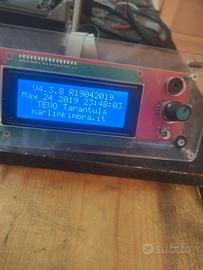 V4.3.8 R19042019
May 24 2019 23:48:03
TEVO Tarantula
marlinkimbra.it
subito